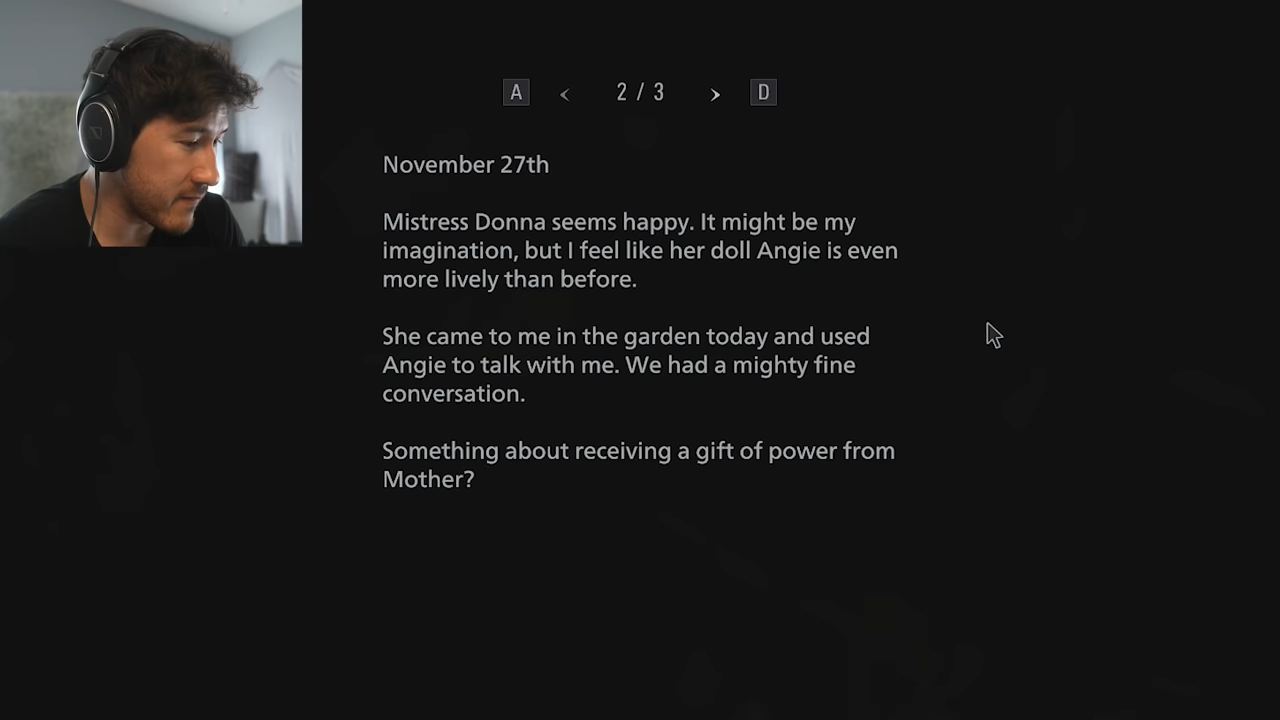 A < 2 / 3 > D
November 27th
Mistress Donna seems happy. It might be my
imagination, but I feel like her doll Angie is even
more lively than before.
She came to me in the garden today and used
Angie to talk with me. We had a mighty fine
conversation.
Something about receiving a gift of power from
Mother?